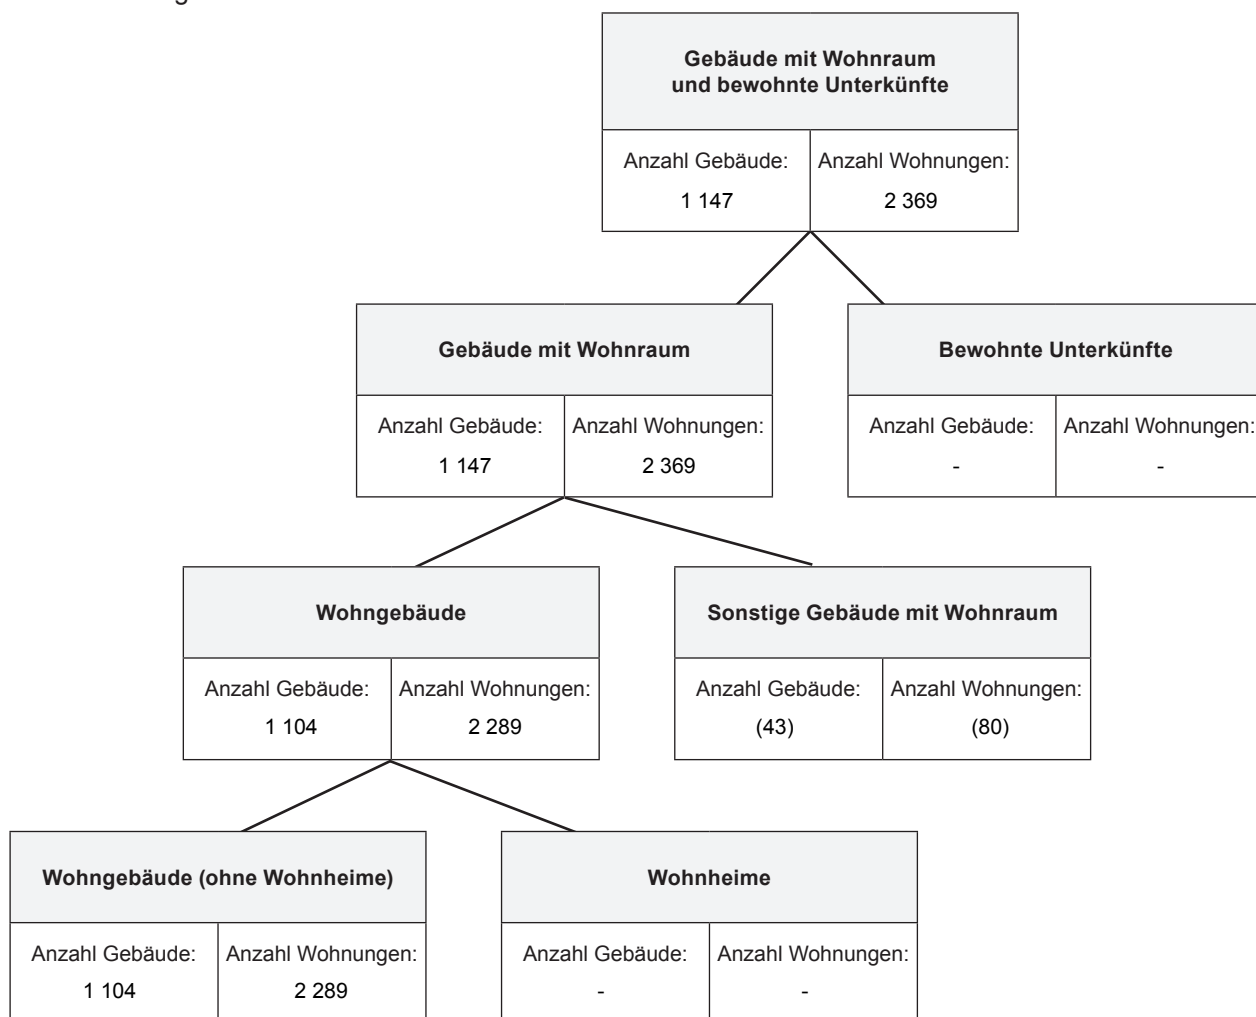 Gebäude mit Wohnraum
und bewohnte Unterkünfte
Anzahl Gebäude: Anzahl Wohnungen:
1 147 2 369
Gebäude mit Wohnraum Bewohnte Unterkünfte
Anzahl Gebäude: Anzahl Wohnungen: Anzahl Gebäude: Anzahl Wohnungen:
1 147 2 369 - -
Wohngebäude Sonstige Gebäude mit Wohnraum
Anzahl Gebäude: Anzahl Wohnungen: Anzahl Gebäude: Anzahl Wohnungen:
1 104 2 289 (43) (80)
Wohngebäude (ohne Wohnheime) Wohnheime
Anzahl Gebäude: Anzahl Wohnungen: Anzahl Gebäude: Anzahl Wohnungen:
1 104 2 289 - -